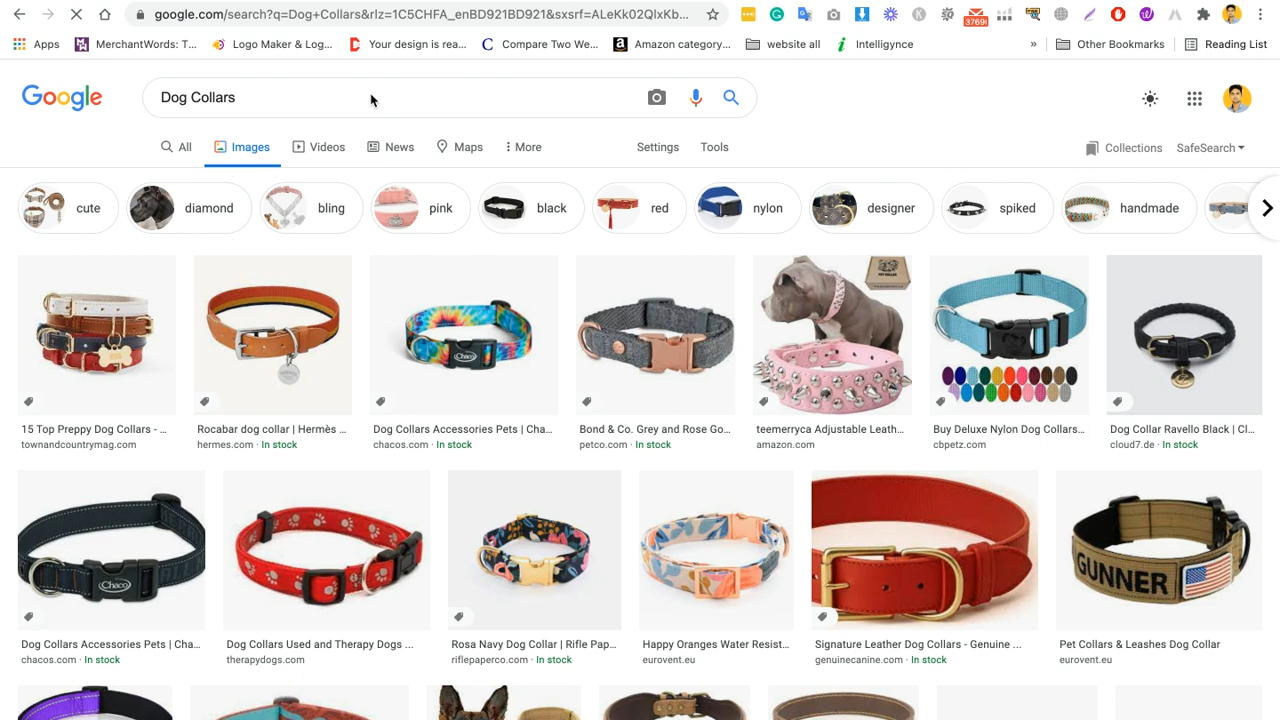 google.com/search?q=Dog+Collars&rlz=1C5CHFA_enBD921BD921&sxsrf=ALeKk02QlxKb...
3769
Apps MerchantWords: T... Logo Maker & Log... Your design is rea... Compare Two We... Amazon category... website all Intelligynce » Other Bookmarks Reading List
Google Dog Collars
All Images Videos News Maps More Settings Tools Collections SafeSearch
cute diamond bling pink black red nylon designer spiked handmade
15 Top Preppy Dog Collars - ... Rocabar dog collar | Hermès ... Dog Collars Accessories Pets | Cha... Bond & Co. Grey and Rose Go... teemerryca Adjustable Leath... Buy Deluxe Nylon Dog Collars... Dog Collar Ravello Black | Cl...
townandcountrymag.com hermes.com · In stock chacos.com · In stock petco.com · In stock amazon.com cbpetz.com cloud7.de · In stock
Chaco
Chaco
GUNNER
Dog Collars Accessories Pets | Cha... Dog Collars Used and Therapy Dogs ... Rosa Navy Dog Collar | Rifle Pap... Happy Oranges Water Resist... Signature Leather Dog Collars - Genuine ... Pet Collars & Leashes Dog Collar
chacos.com · In stock therapydogs.com riflepaperco.com · In stock eurovent.eu genuinecanine.com · In stock eurovent.eu